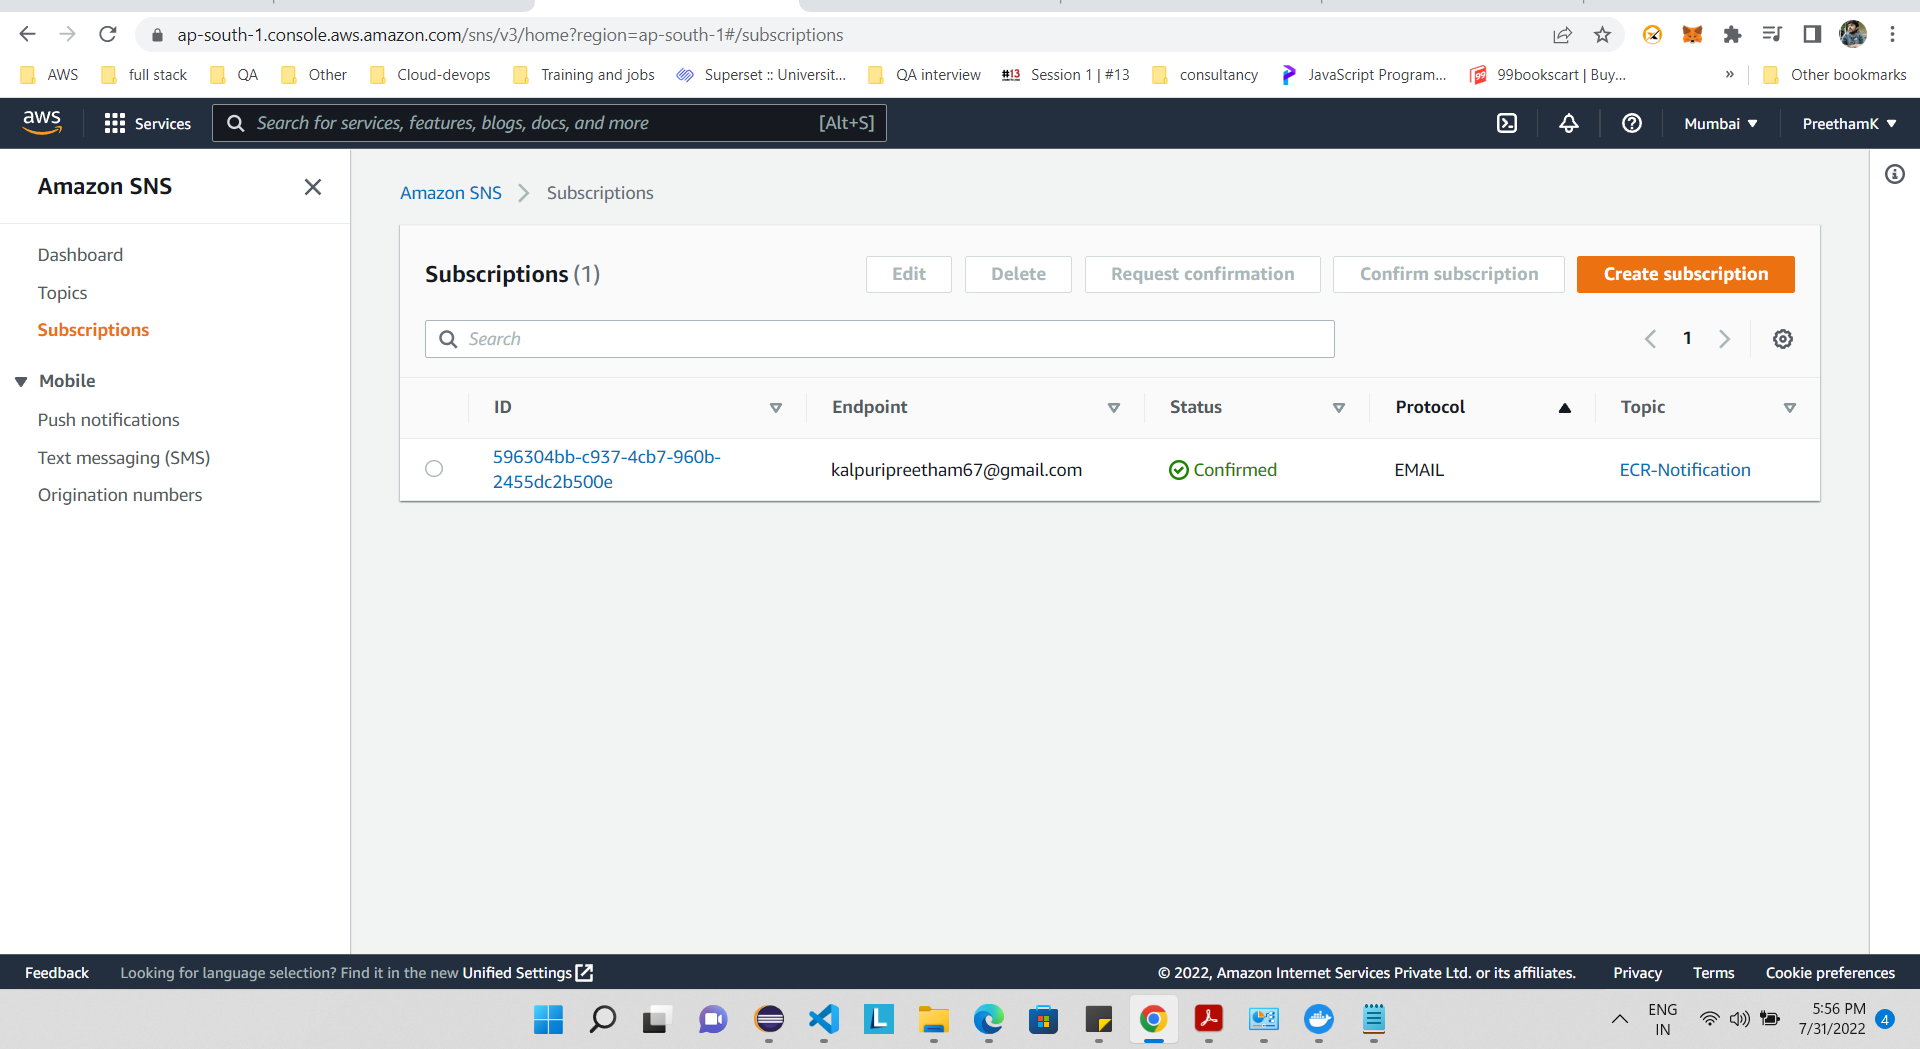 ap-south-1.console.aws.amazon.com/sns/v3/home?region=ap-south-1#/subscriptions
AWS full stack QA Other Cloud-devops Training and jobs Superset :: Universit... QA interview #13 Session 1 | #13 consultancy JavaScript Program... 99 99bookscart | Buy... » Other bookmarks
aws Services Search for services, features, blogs, docs, and more [Alt+S] Mumbai PreethamK
Amazon SNS
Dashboard
Topics
Subscriptions
Mobile
Push notifications
Text messaging (SMS)
Origination numbers
Amazon SNS Subscriptions
Subscriptions (1) Edit Delete Request confirmation Confirm subscription Create subscription
Search 1
ID Endpoint Status Protocol Topic
596304bb-c937-4cb7-960b-
2455dc2b500e kalpuripreetham67@gmail.com Confirmed EMAIL ECR-Notification
Feedback Looking for language selection? Find it in the new Unified Settings © 2022, Amazon Internet Services Private Ltd. or its affiliates. Privacy Terms Cookie preferences
L
ENG
IN
5:56 PM
7/31/2022
4